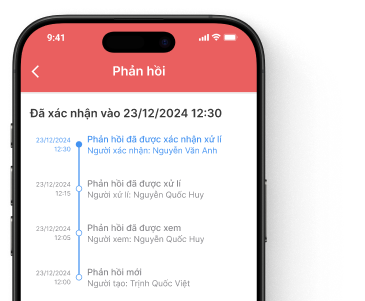 9:41
Phản hồi
Đã xác nhận vào 23/12/2024 12:30
23/12/2024 Phản hồi đã được xác nhận xử lí
12:30 Người xác nhận: Nguyễn Văn Anh
23/12/2024 Phản hồi đã được xử lí
12:15 Người xử lí: Nguyễn Quốc Huy
23/12/2024 Phản hồi đã được xem
12:05 Người xem: Nguyễn Quốc Huy
23/12/2024 Phản hồi mới
12:00 Người tạo: Trịnh Quốc Việt